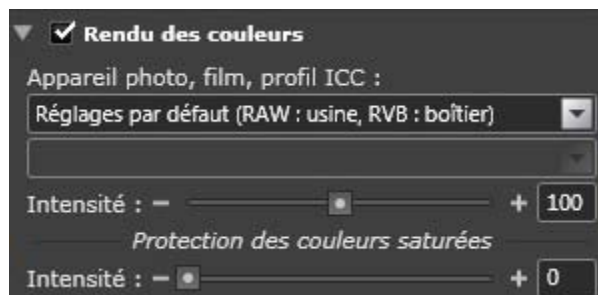 Rendu des couleurs
Appareil photo, film, profil ICC :
Réglages par défaut (RAW : usine, RVB : boîtier)
Intensité : − + 100
Protection des couleurs saturées
Intensité : − + 0